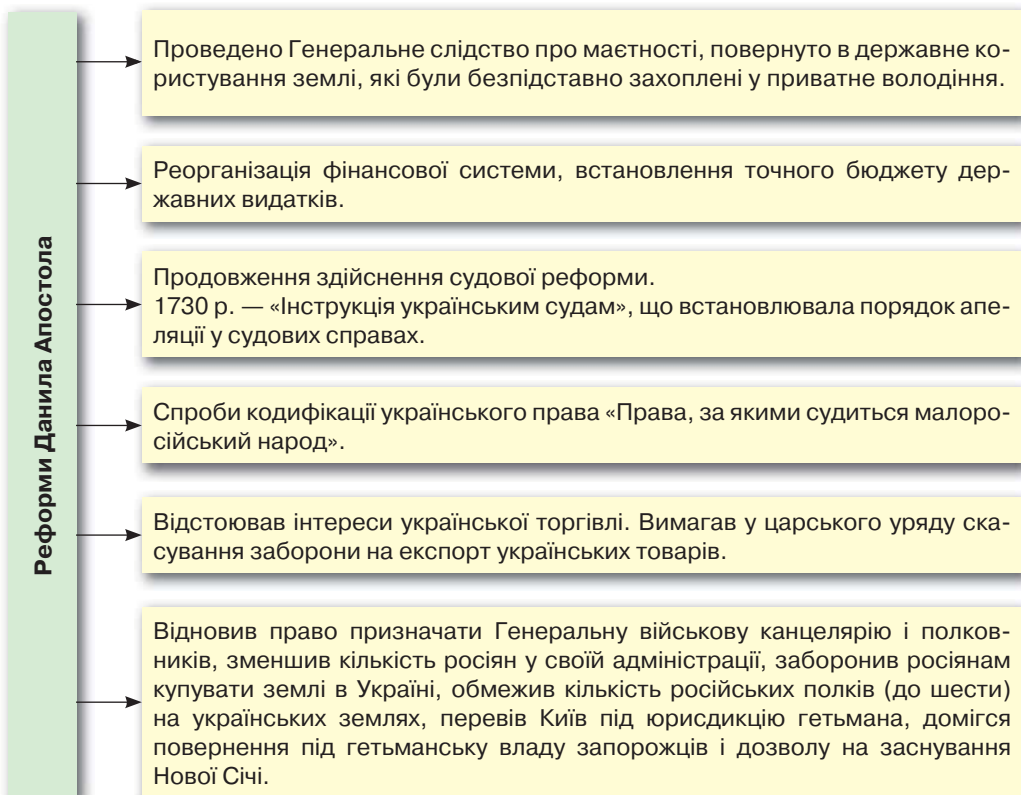 Реформи Данила Апостола
Проведено Генеральне слідство про маєтності, повернуто в державне ко-
ристування землі, які були безпідставно захоплені у приватне володіння.
Реорганізація фінансової системи, встановлення точного бюджету дер-
жавних видатків.
Продовження здійснення судової реформи.
1730 р. — «Інструкція українським судам», що встановлювала порядок апе-
ляції у судових справах.
Спроби кодифікації українського права «Права, за якими судиться малоро-
сійський народ».
Відстоював інтереси української торгівлі. Вимагав у царського уряду ска-
сування заборони на експорт українських товарів.
Відновив право призначати Генеральну військову канцелярію і полков-
ників, зменшив кількість росіян у своїй адміністрації, заборонив росіянам
купувати землі в Україні, обмежив кількість російських полків (до шести)
на українських землях, перевів Київ під юрисдикцію гетьмана, домігся
повернення під гетьманську владу запорожців і дозволу на заснування
Нової Січі.